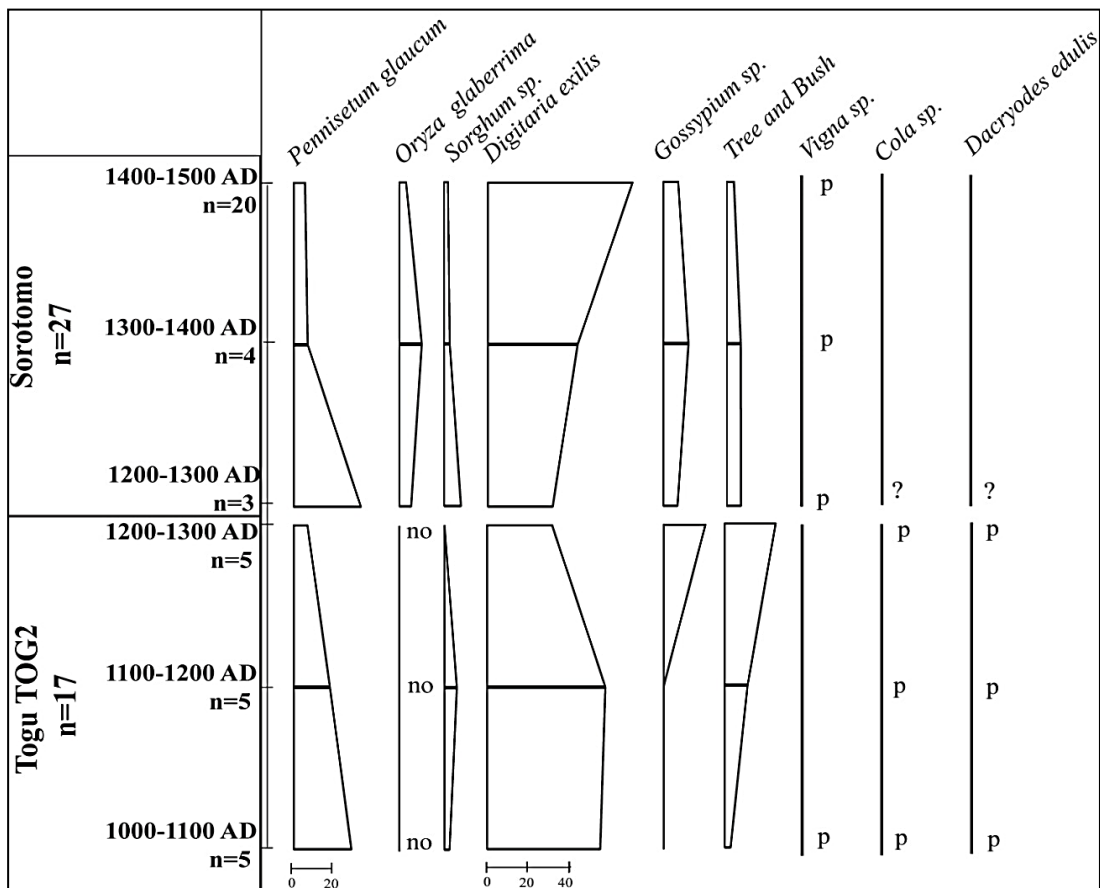 Pennisetum glaucum
Oryza glaberrima
Sorghum sp.
Digitaria exilis
Gossypium sp.
Tree and Bush
Vigna sp.
Cola sp.
Dacryodes edulis
Sorotomo
n=27
1400-1500 AD
n=20
p
1300-1400 AD
n=4
p
1200-1300 AD
n=3
p ? ?
Togu TOG2
n=17
1200-1300 AD
n=5
no p p
1100-1200 AD
n=5
no p p
1000-1100 AD
n=5
no p p p
0 20
0 20 40